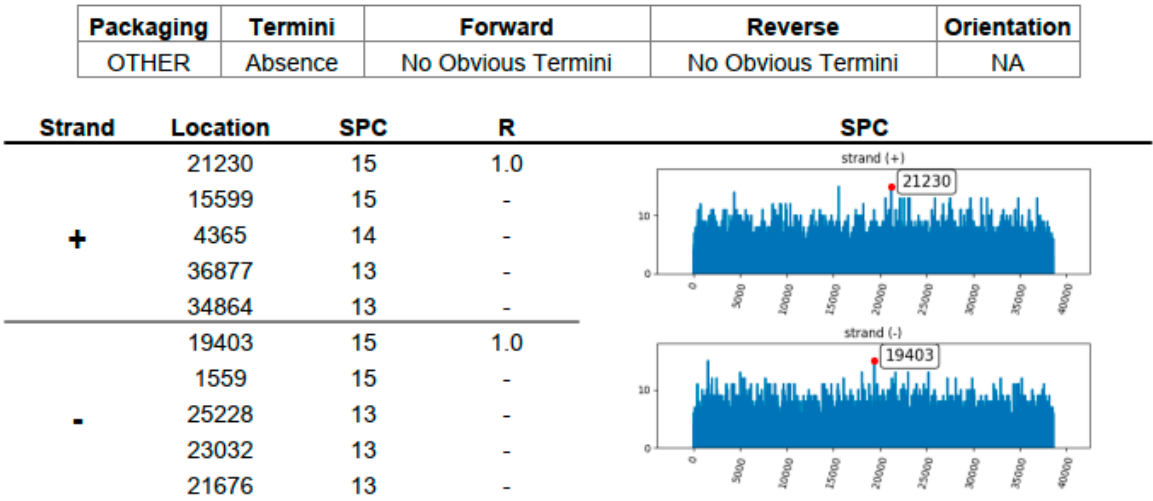 Packaging Termini Forward Reverse Orientation
OTHER Absence No Obvious Termini No Obvious Termini NA
Strand Location SPC R SPC
21230 15 1.0
15599 15 -
+ 4365 14 -
36877 13 -
34864 13 -
strand (+)
21230
10
0
0 5000 10000 15000 20000 25000 30000 35000 40000
19403 15 1.0
1559 15 -
- 25228 13 -
23032 13 -
21676 13 -
strand (-)
19403
10
0
0 5000 10000 15000 20000 25000 30000 35000 40000